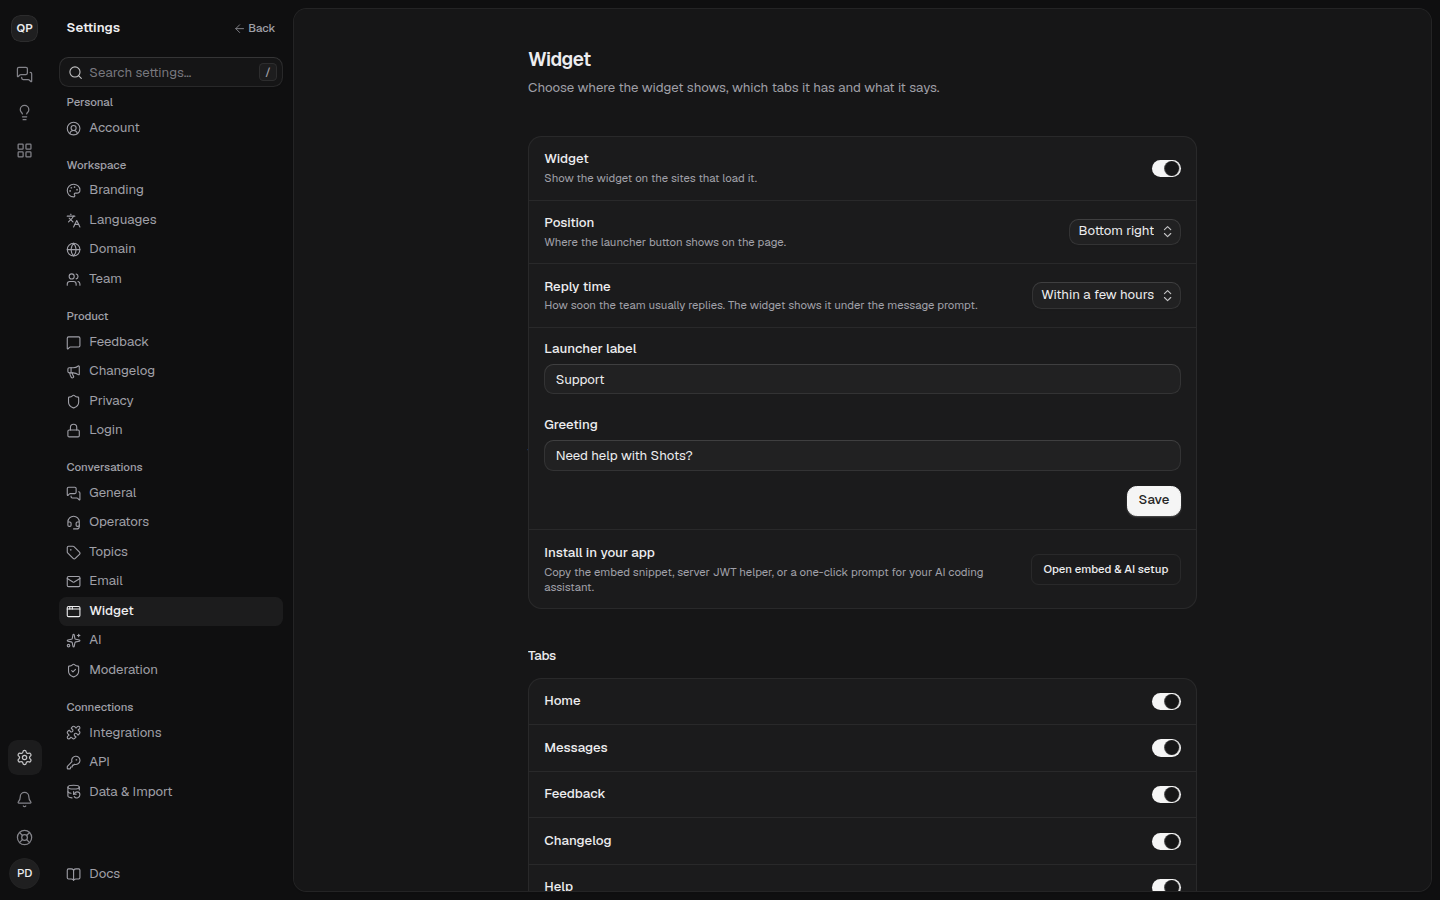 QP
Settings
Back
Search settings...
/
Personal
Account
Workspace
Branding
Languages
Domain
Team
Product
Feedback
Changelog
Privacy
Login
Conversations
General
Operators
Topics
Email
Widget
AI
Moderation
Connections
Integrations
API
Data & Import
Docs
PD
Widget
Choose where the widget shows, which tabs it has and what it says.
Widget
Show the widget on the sites that load it.
Position
Where the launcher button shows on the page.
Bottom right
Reply time
How soon the team usually replies. The widget shows it under the message prompt.
Within a few hours
Launcher label
Support
Greeting
Need help with Shots?
Save
Install in your app
Copy the embed snippet, server JWT helper, or a one-click prompt for your AI coding
assistant.
Open embed & AI setup
Tabs
Home
Messages
Feedback
Changelog
Help